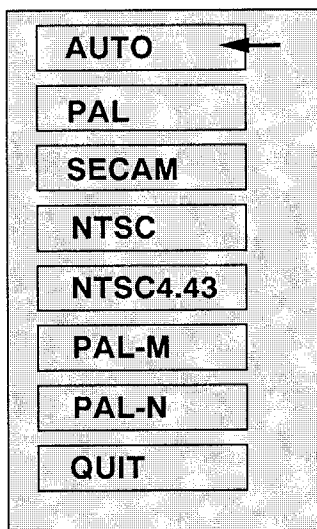 AUTO
PAL
SECAM
NTSC
NTSC4.43
PAL-M
PAL-N
QUIT